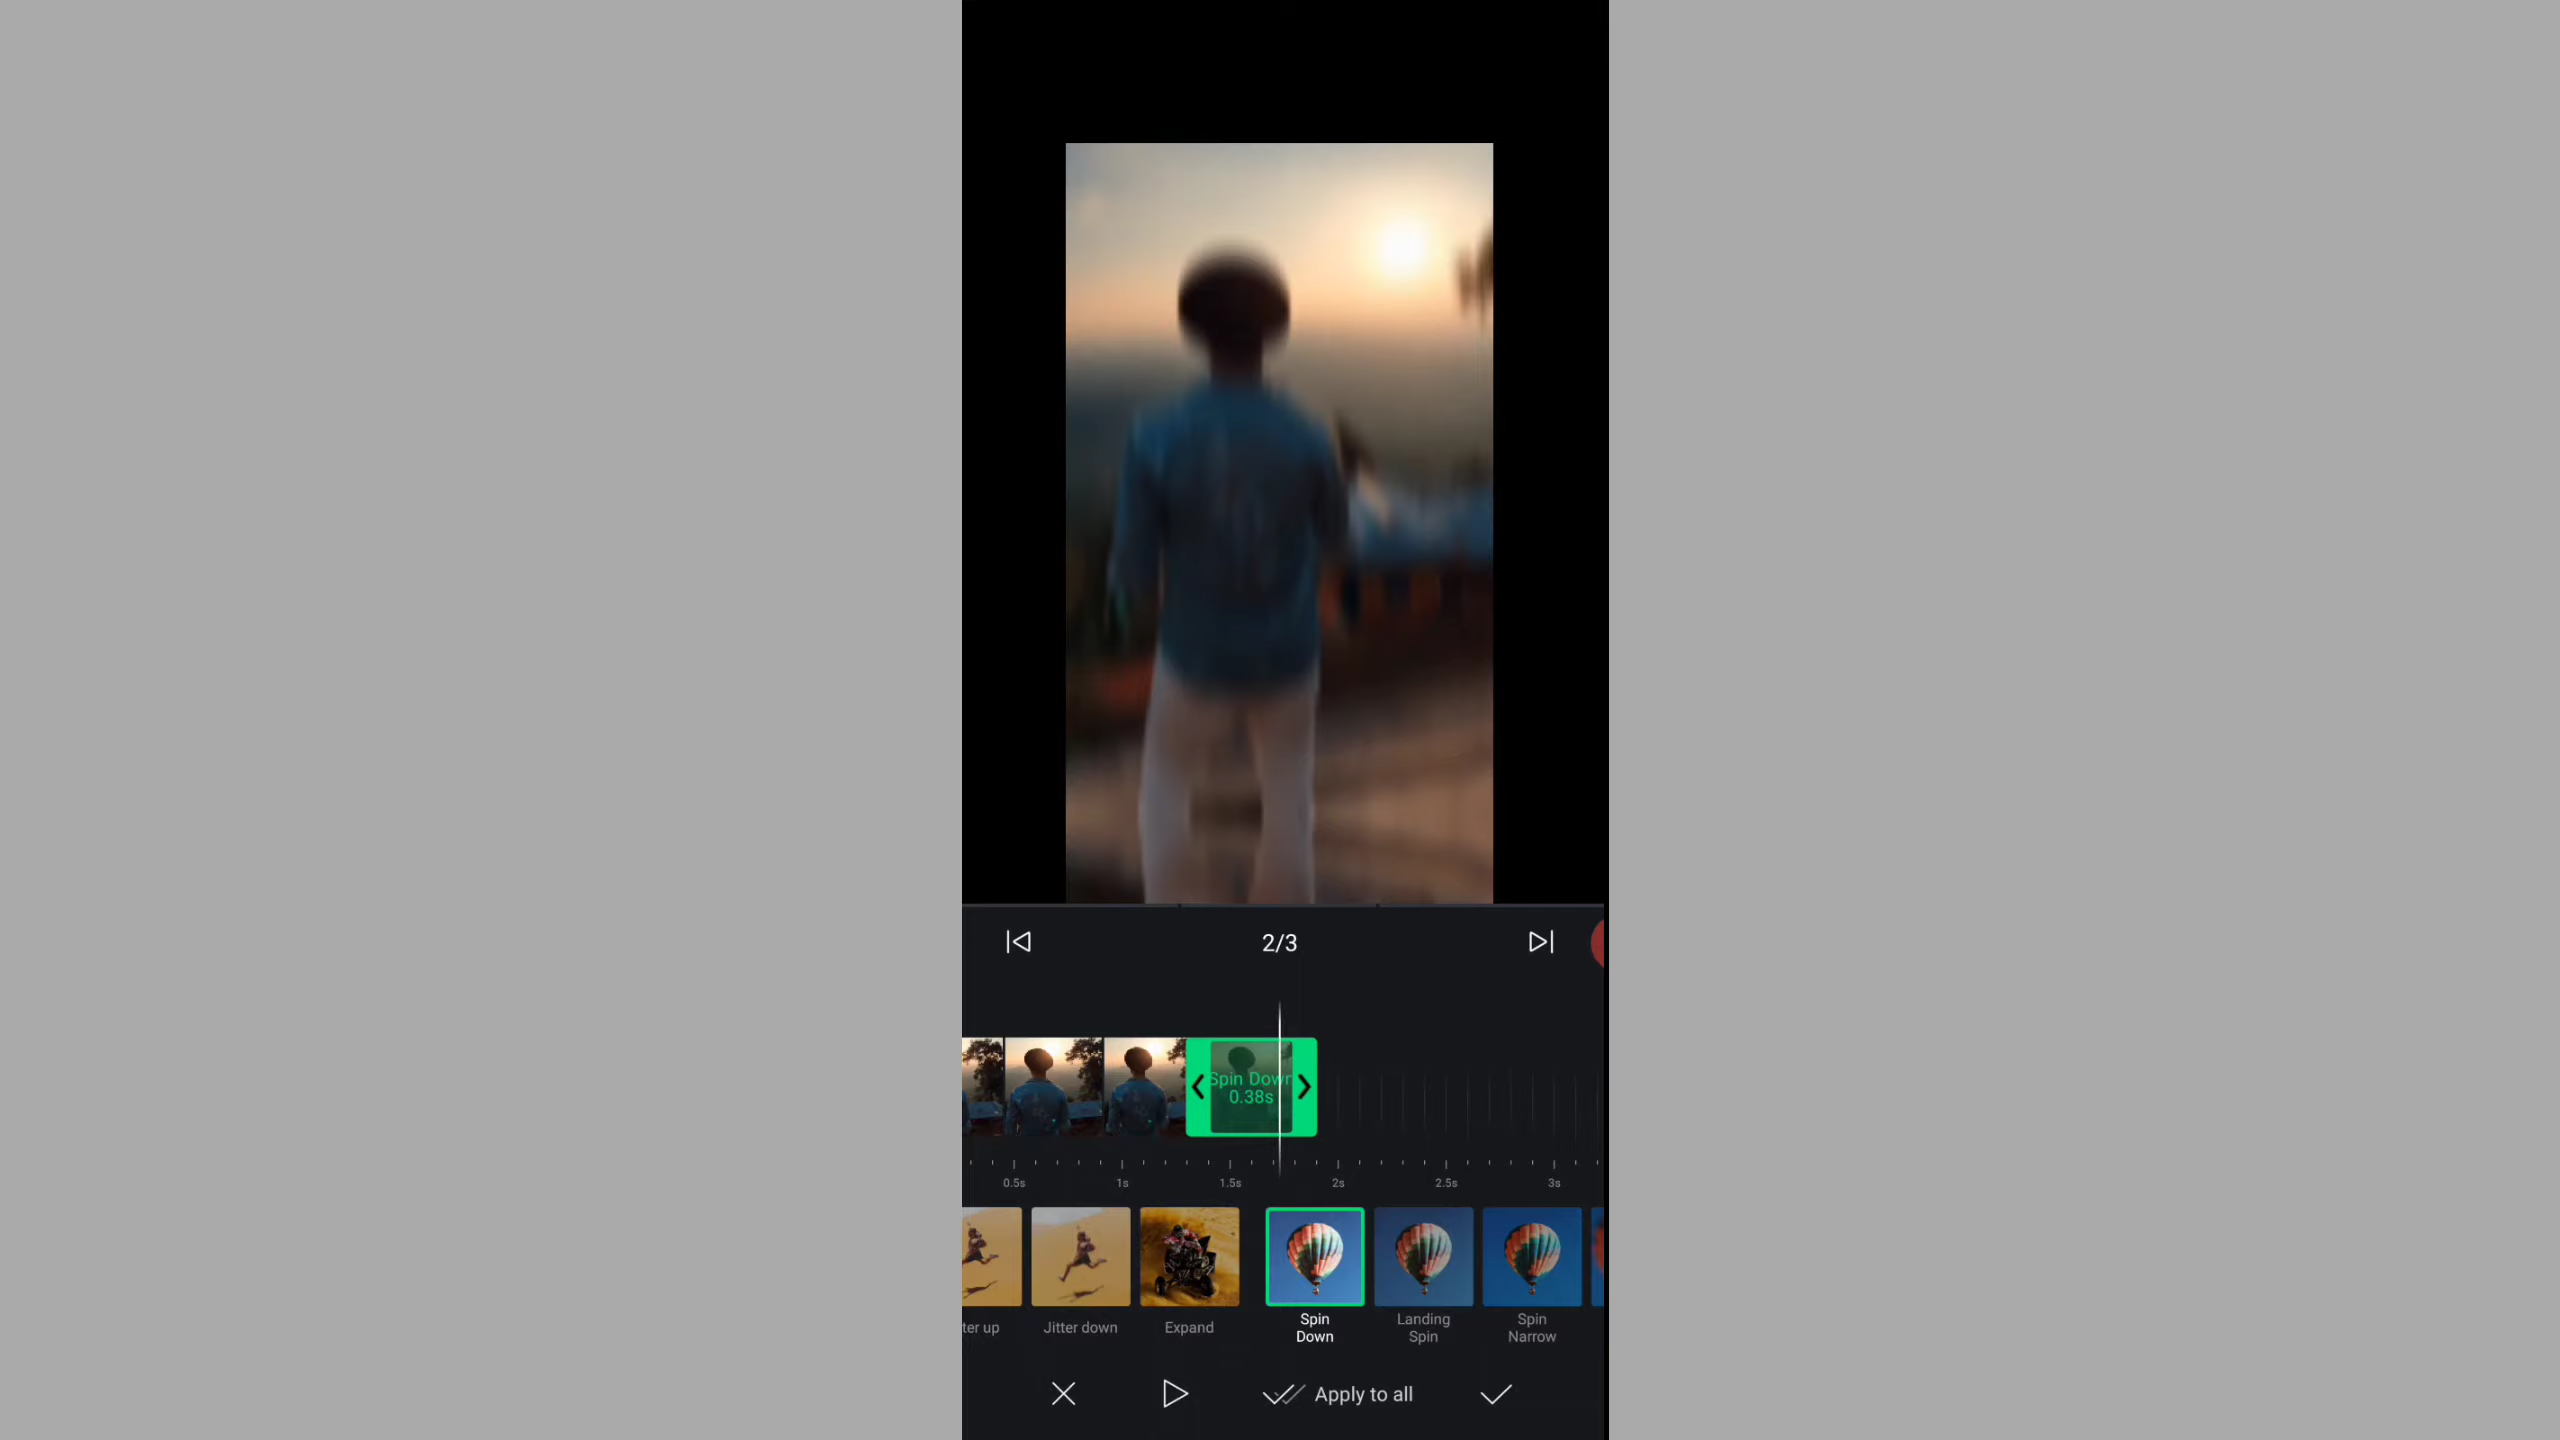 2/3
Spin Down
0.38s
0.5s 1s 1.5s 2s 2.5s 3s
ter up Jitter down Expand Spin Down Landing Spin Spin Narrow
Apply to all